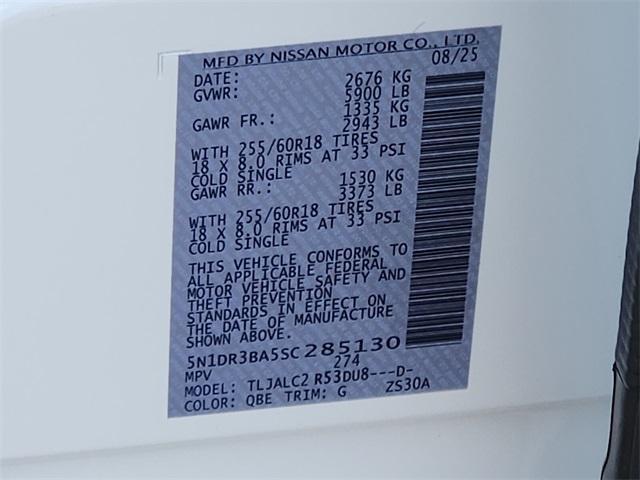 MFD BY NISSAN MOTOR CO., LTD.
DATE: 08/25
GVWR: 2676 KG
5900 LB
GAWR FR.: 1335 KG
2943 LB
WITH 255/60R18 TIRES
18 X 8.0 RIMS AT 33 PSI
COLD SINGLE
GAWR RR.: 1530 KG
3373 LB
WITH 255/60R18 TIRES
18 X 8.0 RIMS AT 33 PSI
COLD SINGLE
THIS VEHICLE CONFORMS TO
ALL APPLICABLE FEDERAL
MOTOR VEHICLE SAFETY AND
THEFT PREVENTION
STANDARDS IN EFFECT ON
THE DATE OF MANUFACTURE
SHOWN ABOVE.
5N1DR3BA5SC285130
MPV 274
MODEL: TLJALC2 R53DU8---D-
COLOR: QBE TRIM: G ZS30A